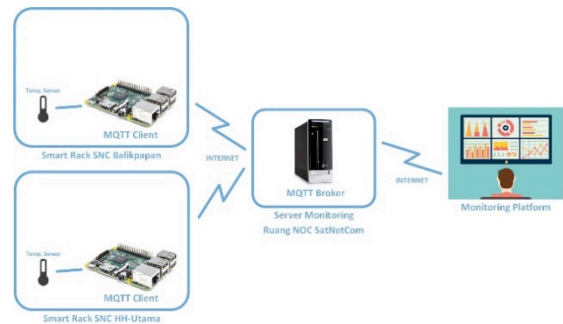 Temp. Sensor
MQTT Client
Smart Rack SNC Balikpapan
INTERNET
MQTT Broker
Server Monitoring
Ruang NOC SatNetCom
INTERNET
Monitoring Platform
Temp. Sensor
MQTT Client
Smart Rack SNC HH-Utama